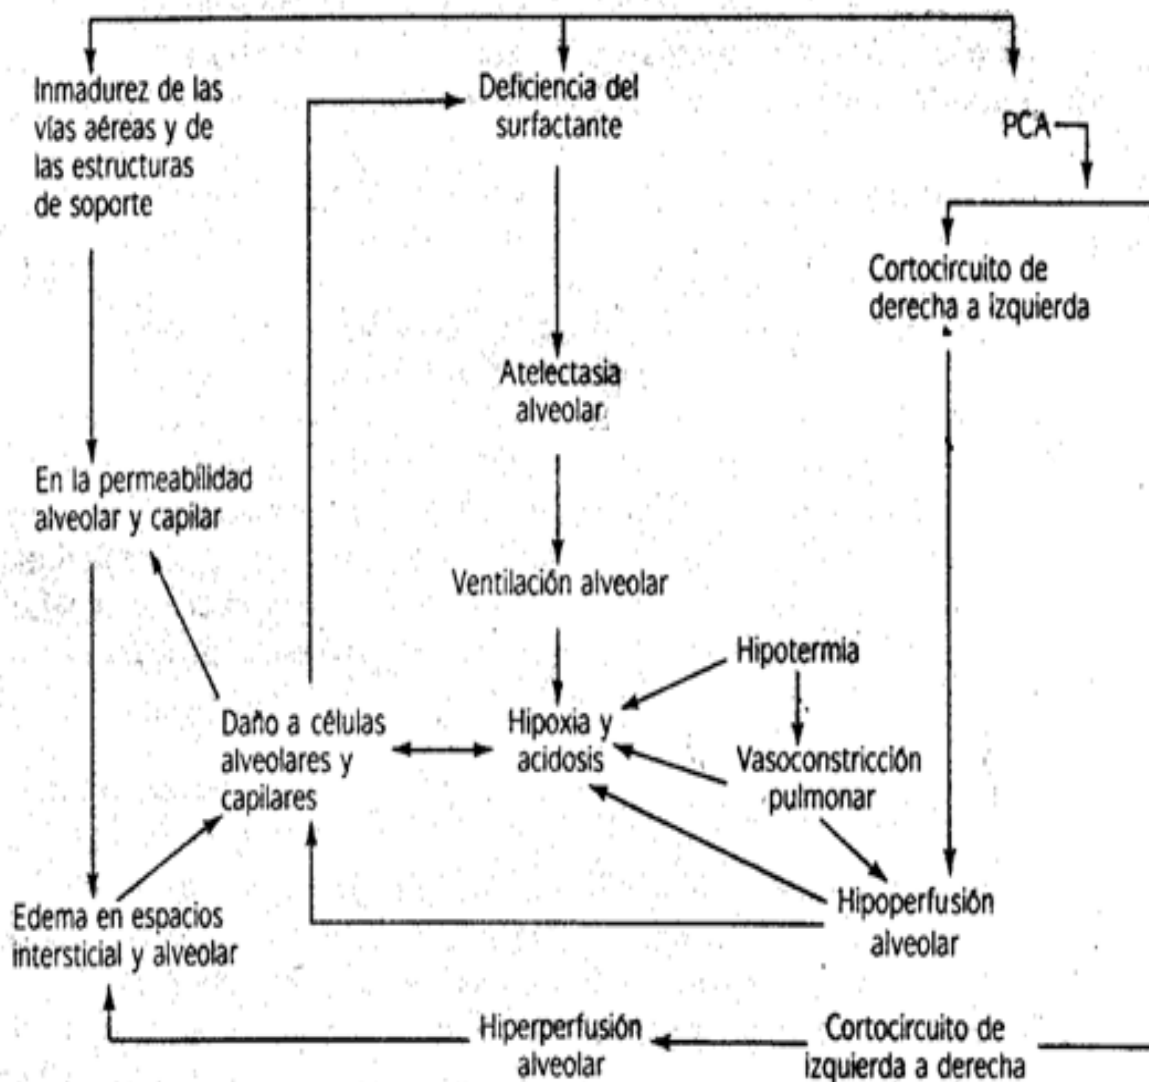 Inmadurez de las
vías aéreas y de
las estructuras
de soporte
Deficiencia del
surfactante
PCA
Cortocircuito de
derecha a izquierda
Atelectasia
alveolar
En la permeabilidad
alveolar y capilar
Ventilación alveolar
Hipotermia
Daño a células
alveolares y
capilares
Hipoxia y
acidosis
Vasoconstricción
pulmonar
Edema en espacios
intersticial y alveolar
Hipoperfusión
alveolar
Hiperperfusión
alveolar
Cortocircuito de
izquierda a derecha